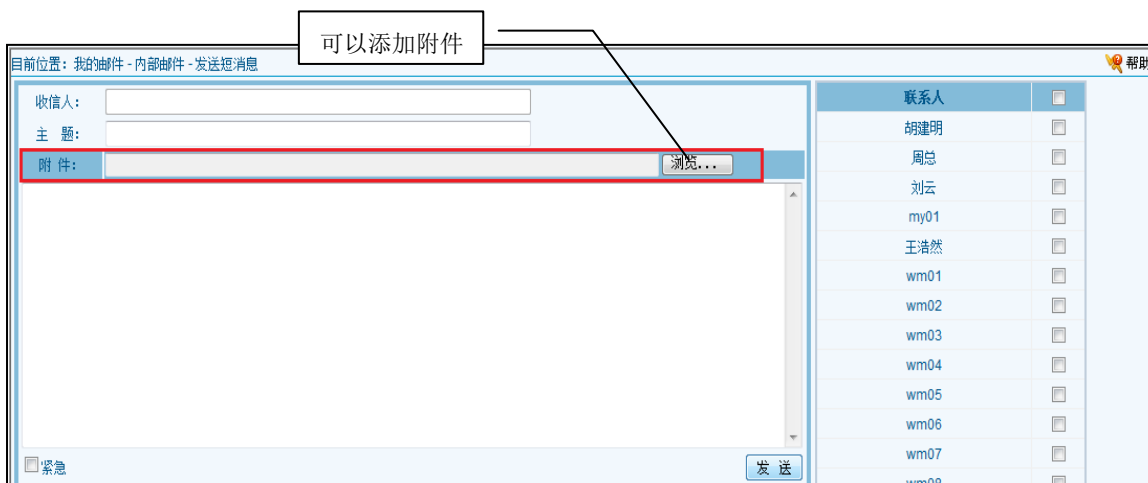 可以添加附件
目前位置：我的邮件 - 内部邮件 - 发送短消息
帮助
收信人：
主 题：
附 件：
浏览...
紧急
发 送
联系人
胡建明
周总
刘云
my01
王浩然
wm01
wm02
wm03
wm04
wm05
wm06
wm07